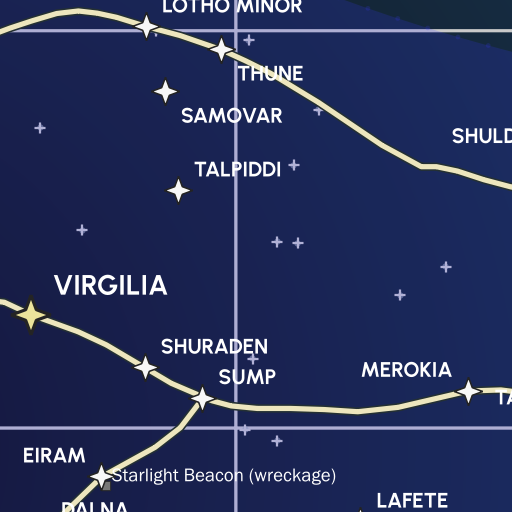 LOTHO MINOR
THUNE
SAMOVAR
SHULD
TALPIDDI
VIRGILIA
SHURADEN
MEROKIA
SUMP
TA
EIRAM
Starlight Beacon (wreckage)
LAFETE
DALNA